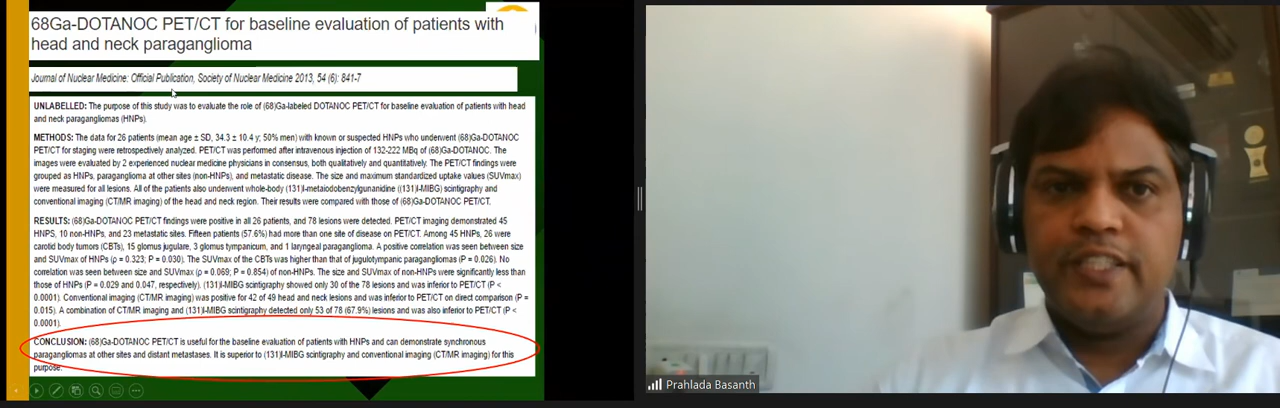 68Ga-DOTANOC PET/CT for baseline evaluation of patients with
head and neck paraganglioma
Journal of Nuclear Medicine: Official Publication, Society of Nuclear Medicine 2013, 54 (6): 841-7
UNLABELLED: The purpose of this study was to evaluate the role of (68)Ga-labeled DOTANOC PET/CT for baseline evaluation of patients with head
and neck paragangliomas (HNPs).
METHODS: The data for 26 patients (mean age ± SD, 34.3 ± 10.4 y; 50% men) with known or suspected HNPs who underwent (68)Ga-DOTANOC
PET/CT for staging were retrospectively analyzed. PET/CT was performed after intravenous injection of 132-222 MBq of (68)Ga-DOTANOC. The
images were evaluated by 2 experienced nuclear medicine physicians in consensus, both qualitatively and quantitatively. The PET/CT findings were
grouped as HNPs, paraganglioma at other sites (non-HNPs), and metastatic disease. The size and maximum standardized uptake values (SUVmax)
were measured for all lesions. All of the patients also underwent whole-body (131)I-metaiodobenzylguanidine ((131)I-MIBG) scintigraphy and
conventional imaging (CT/MR imaging) of the head and neck region. Their results were compared with those of (68)Ga-DOTANOC PET/CT.
RESULTS: (68)Ga-DOTANOC PET/CT findings were positive in all 26 patients, and 78 lesions were detected. PET/CT imaging demonstrated 45
HNPS, 10 non-HNPs, and 23 metastatic sites. Fifteen patients (57.6%) had more than one site of disease on PET/CT. Among 45 HNPs, 26 were
carotid body tumors (CBTs), 15 glomus jugulare, 3 glomus tympanicum, and 1 laryngeal paraganglioma. A positive correlation was seen between size
and SUVmax of HNPs (ρ = 0.323; P = 0.030). The SUVmax of the CBTs was higher than that of jugulotympanic paragangliomas (P = 0.026). No
correlation was seen between size and SUVmax (ρ = 0.069; P = 0.854) of non-HNPs. The size and SUVmax of non-HNPs were significantly less than
those of HNPs (P = 0.029 and 0.047, respectively). (131)I-MIBG scintigraphy showed only 30 of the 78 lesions and was inferior to PET/CT (P <
0.0001). Conventional imaging (CT/MR imaging) was positive for 42 of 49 head and neck lesions and was inferior to PET/CT on direct comparison (P =
0.015). A combination of CT/MR imaging and (131)I-MIBG scintigraphy detected only 53 of 78 (67.9%) lesions and was also inferior to PET/CT (P <
0.0001).
CONCLUSION: (68)Ga-DOTANOC PET/CT is useful for the baseline evaluation of patients with HNPs and can demonstrate synchronous
paragangliomas at other sites and distant metastases. It is superior to (131)I-MIBG scintigraphy and conventional imaging (CT/MR imaging) for this
purpose.
Prahlada Basanth